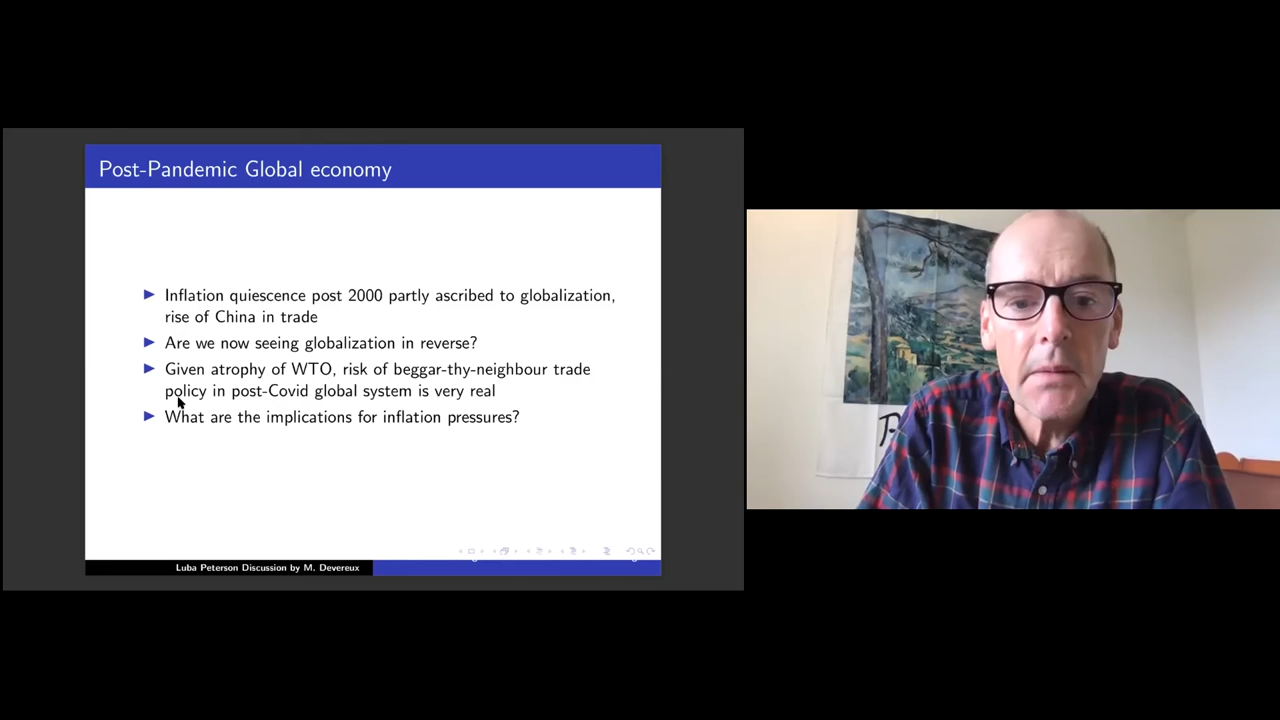 Post-Pandemic Global economy
Inflation quiescence post 2000 partly ascribed to globalization,
rise of China in trade
Are we now seeing globalization in reverse?
Given atrophy of WTO, risk of beggar-thy-neighbour trade
policy in post-Covid global system is very real
What are the implications for inflation pressures?
Luba Peterson Discussion by M. Devereux